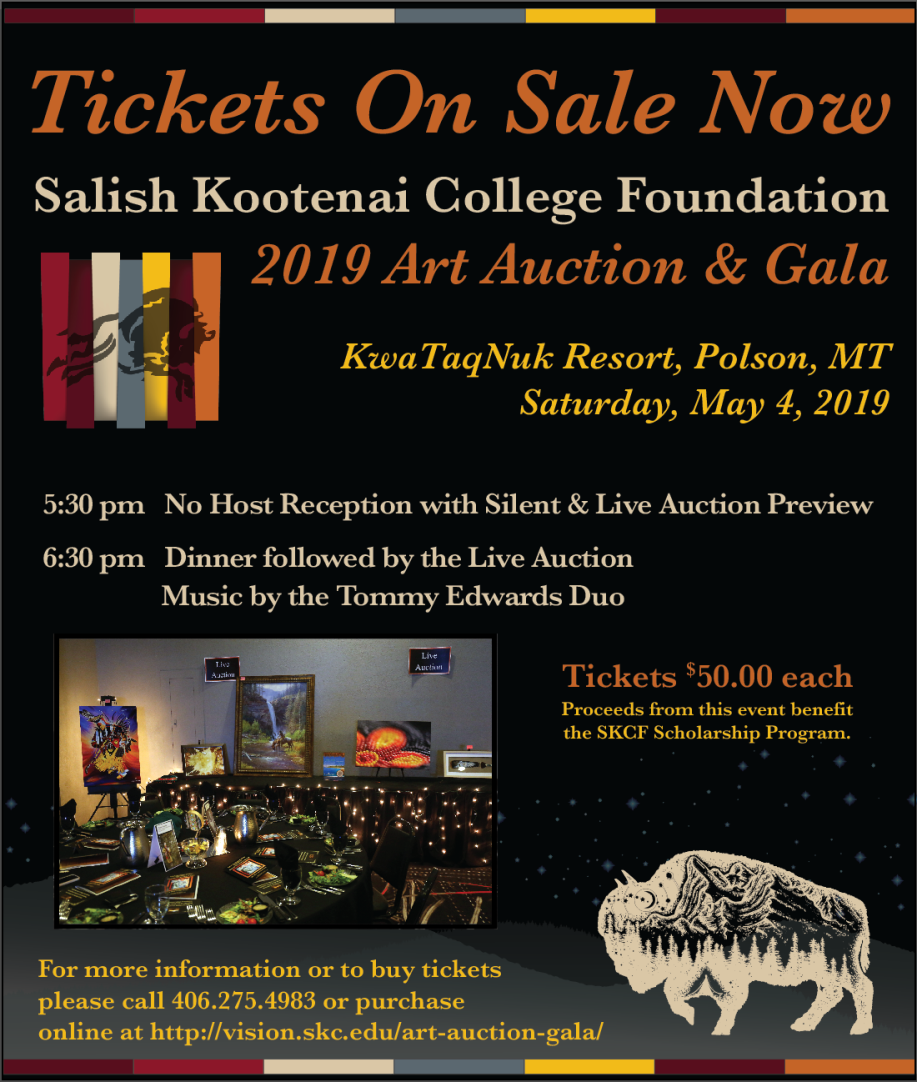 Tickets On Sale Now
Salish Kootenai College Foundation
2019 Art Auction & Gala
KwaTaqNuk Resort, Polson, MT
Saturday, May 4, 2019
5:30 pm No Host Reception with Silent & Live Auction Preview
6:30 pm Dinner followed by the Live Auction
Music by the Tommy Edwards Duo
Live
Auction
Live
Auction
Tickets $50.00 each
Proceeds from this event benefit
the SKCF Scholarship Program.
For more information or to buy tickets
please call 406.275.4983 or purchase
online at http://vision.skc.edu/art-auction-gala/